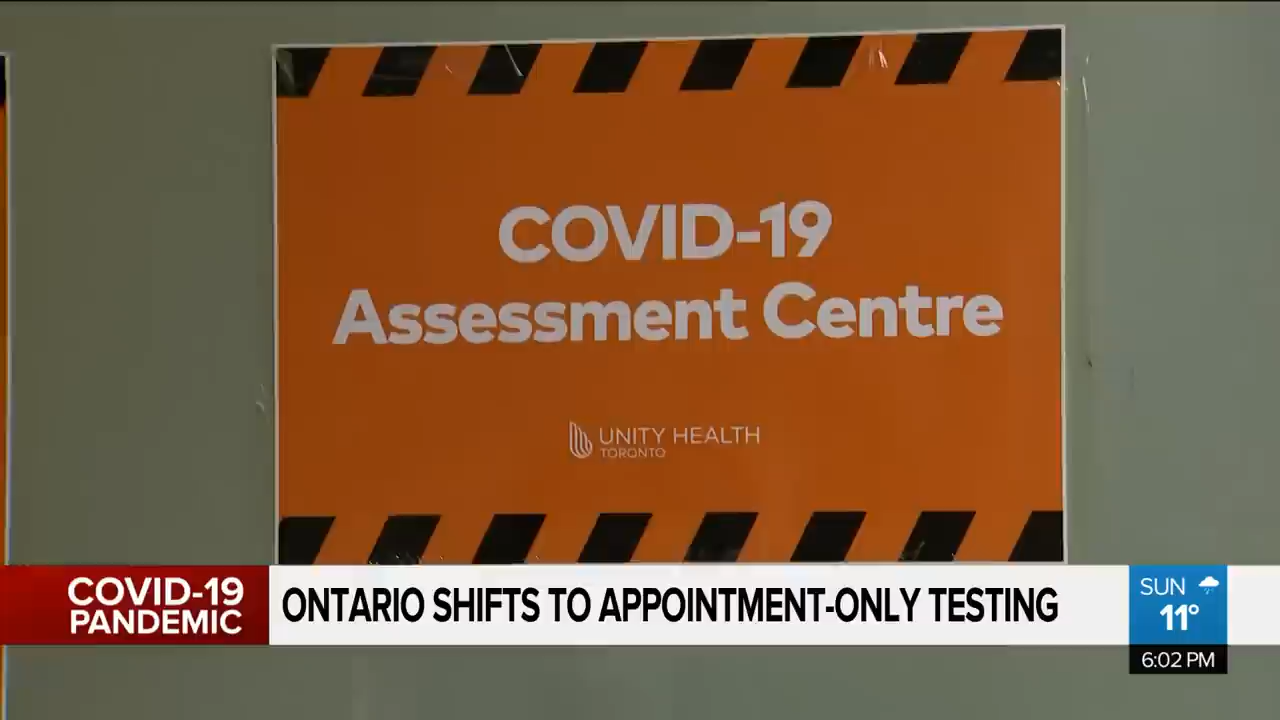 COVID-19
Assessment Centre
UNITY HEALTH
TORONTO
COVID-19
PANDEMIC
ONTARIO SHIFTS TO APPOINTMENT-ONLY TESTING
SUN
11°
6:02 PM